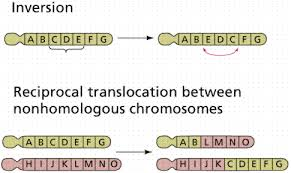 Inversion
A B C D E F G A B E D C F G
Reciprocal translocation between
nonhomologous chromosomes
A B C D E F G A B L M N O
H I J K L M N O H I J K C D E F G